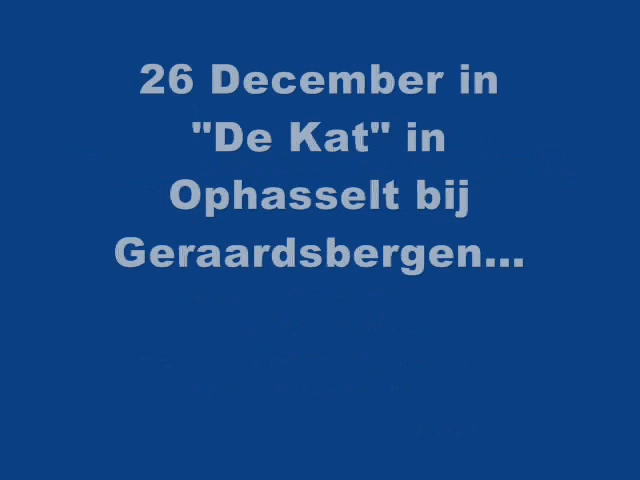 26 December in
"De Kat" in
Ophasselt bij
Geraardsbergen...